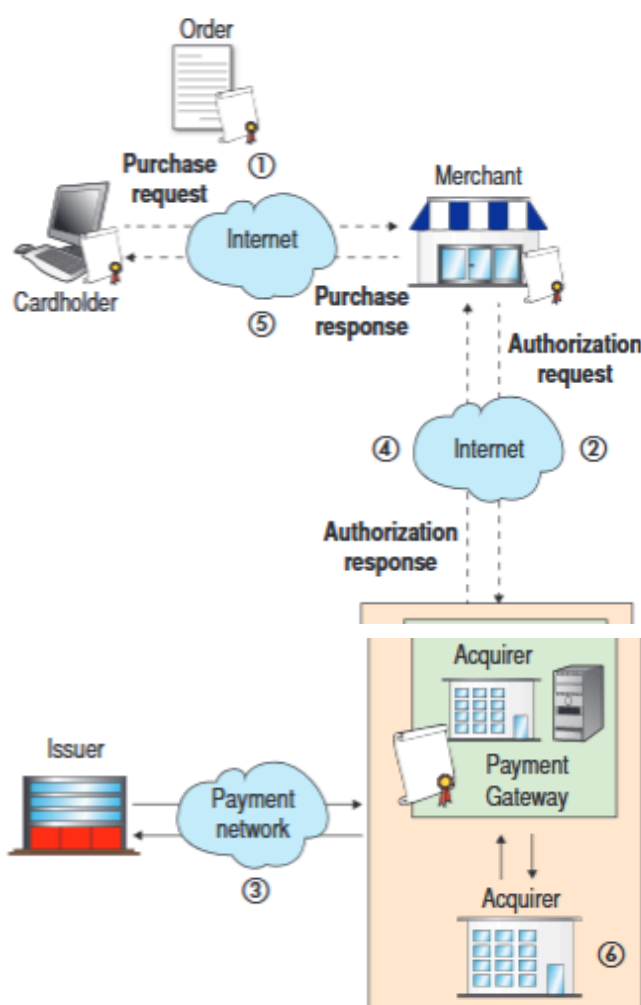 Order
①
Purchase
request
Merchant
Internet
Cardholder
⑤
Purchase
response
Authorization
request
④
Internet
②
Authorization
response
Acquirer
Issuer
Payment
Gateway
Payment
network
③
Acquirer
⑥